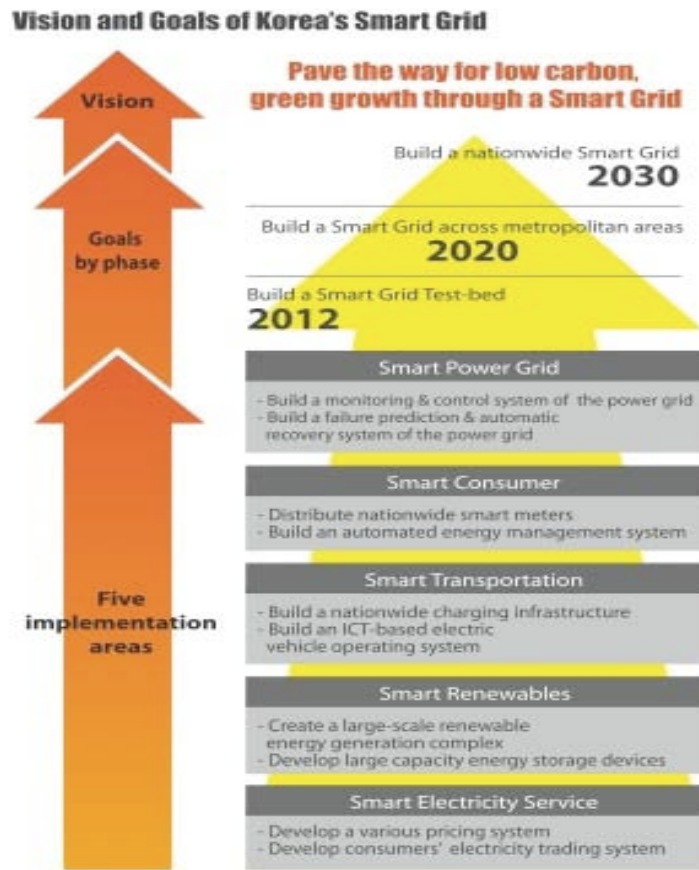 Vision and Goals of Korea's Smart Grid
Vision
Pave the way for low carbon,
green growth through a Smart Grid
Goals
by phase
Build a nationwide Smart Grid
2030
Build a Smart Grid across metropolitan areas
2020
Build a Smart Grid Test-bed
2012
Five
implementation
areas
Smart Power Grid
- Build a monitoring & control system of the power grid
- Build a failure prediction & automatic
recovery system of the power grid
Smart Consumer
- Distribute nationwide smart meters
- Build an automated energy management system
Smart Transportation
- Build a nationwide charging infrastructure
- Build an ICT-based electric
vehicle operating system
Smart Renewables
- Create a large-scale renewable
energy generation complex
- Develop large capacity energy storage devices
Smart Electricity Service
- Develop a various pricing system
- Develop consumers' electricity trading system